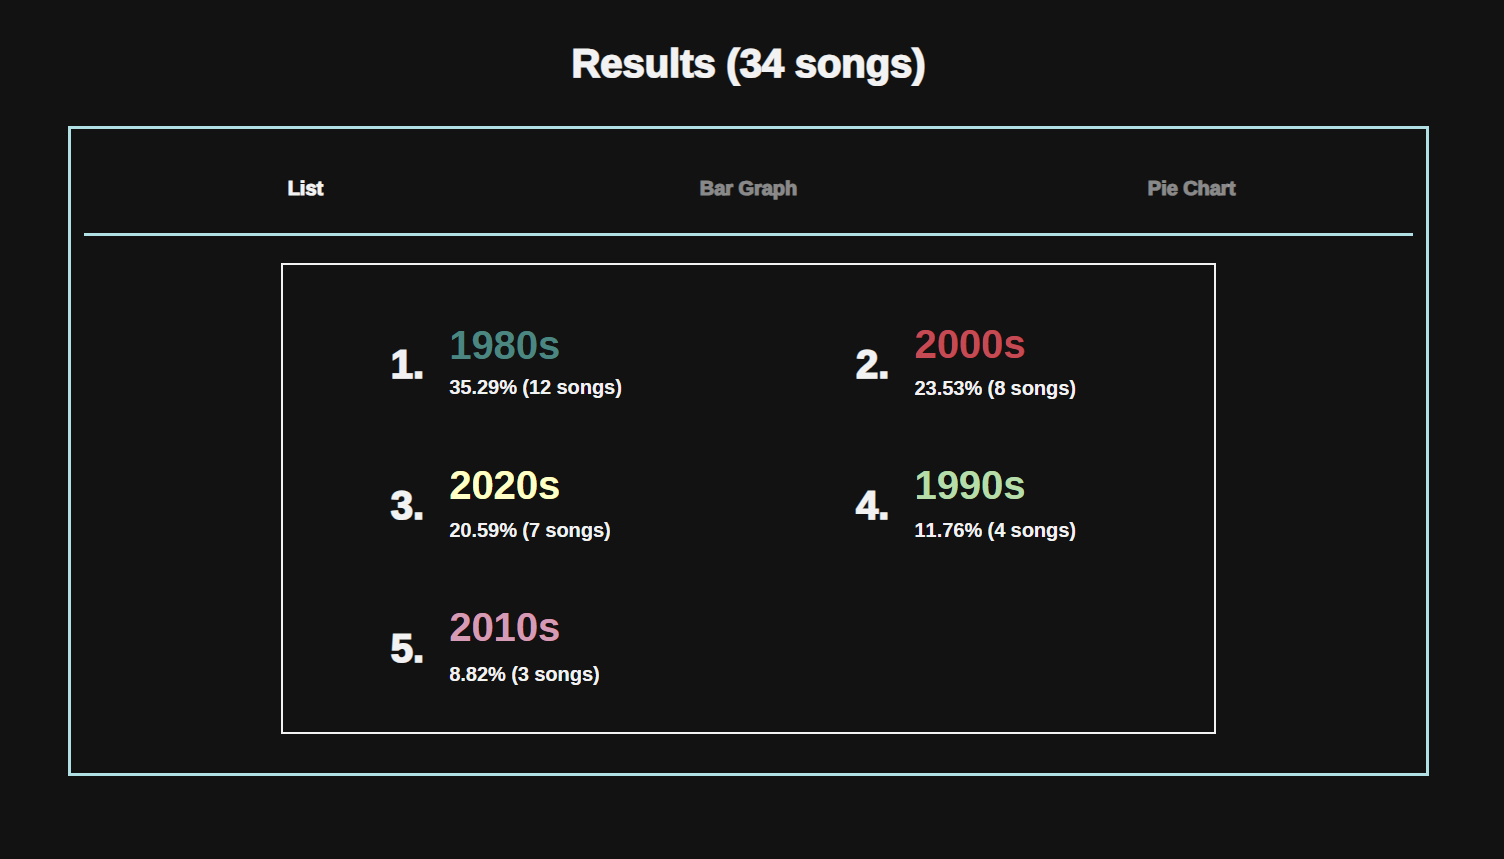 Results (34 songs)
List
Bar Graph
Pie Chart
1.
1980s
35.29% (12 songs)
2.
2000s
23.53% (8 songs)
3.
2020s
20.59% (7 songs)
4.
1990s
11.76% (4 songs)
5.
2010s
8.82% (3 songs)